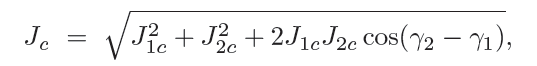 $J_c = \sqrt{J_{1c}^2 + J_{2c}^2 + 2J_{1c}J_{2c}\cos(\gamma_2 - \gamma_1)},$